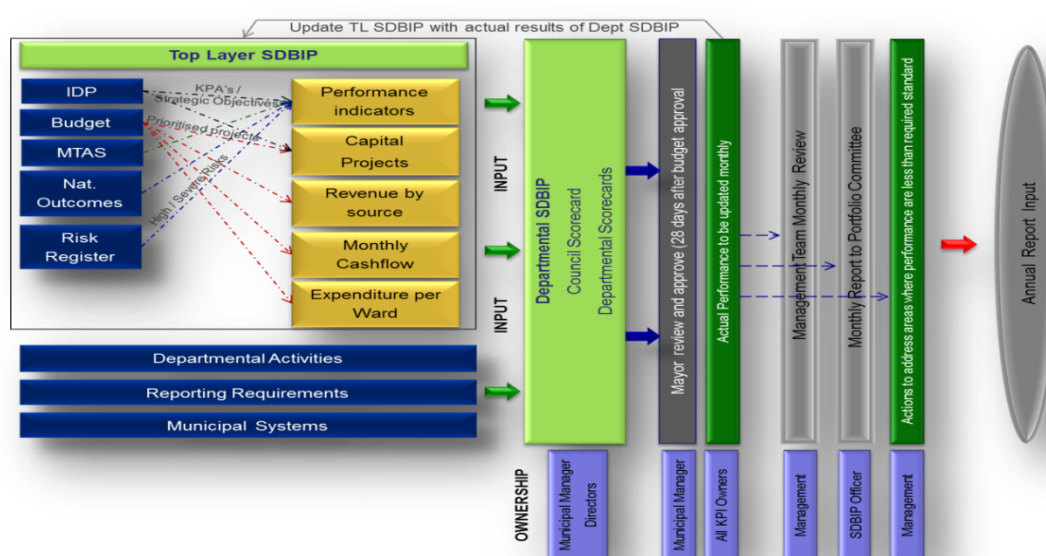 Update TL SDBIP with actual results of Dept SDBIP
Top Layer SDBIP
IDP
Budget
MTAS
Nat.
Outcomes
Risk
Register
KPA's /
Strategic Objectives
Prioritised projects
High / Severe Risks
Performance
indicators
Capital
Projects
Revenue by
source
Monthly
Cashflow
Expenditure per
Ward
Departmental Activities
Reporting Requirements
Municipal Systems
INPUT
INPUT
Departmental SDBIP
Council Scorecard
Departmental Scorecards
Mayor review and approve (28 days after budget approval
Actual Performance to be updated monthly
Management Team Monthly Review
Monthly Report to Portfolio Committee
Actions to address areas where performance are less than required standard
Annual Report Input
OWNERSHIP
Municipal Manager
Directors
Municipal Manager
All KPI Owners
Management
SDBIP Officer
Management